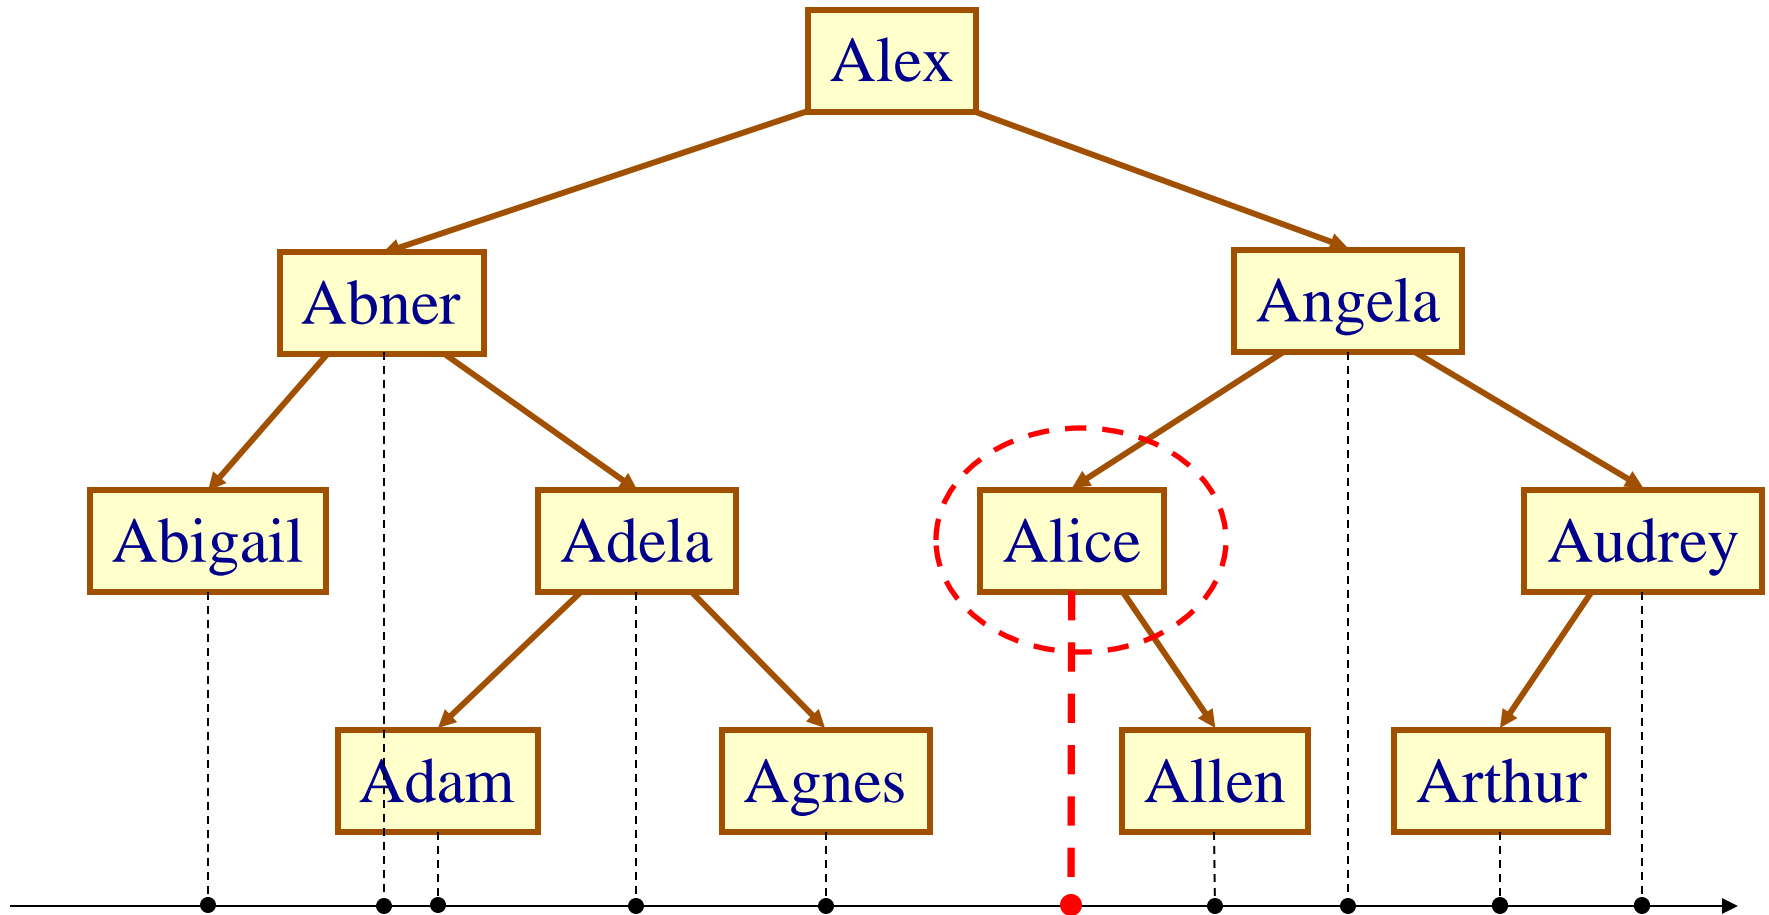 Alex
Abner
Angela
Abigail
Adela
Alice
Audrey
Adam
Agnes
Allen
Arthur